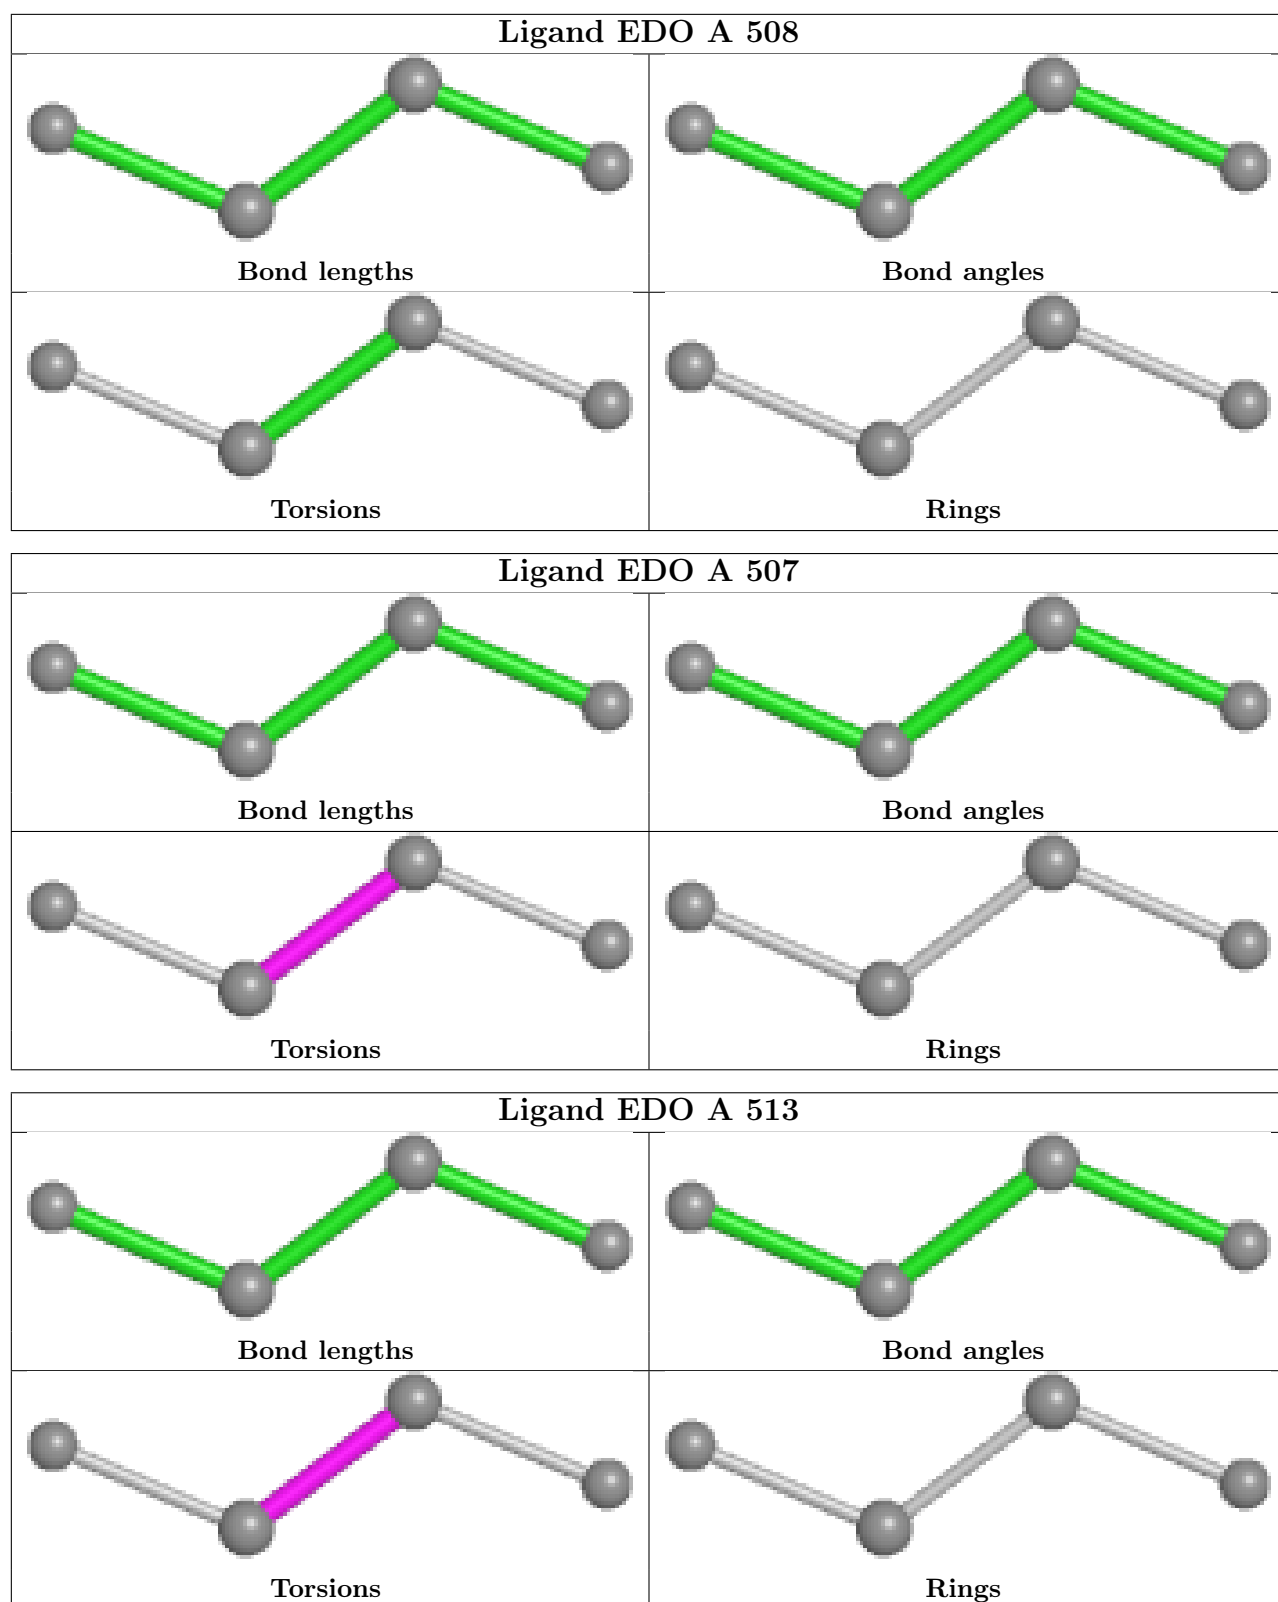 Ligand EDO A 508
Bond lengths
Bond angles
Torsions
Rings
Ligand EDO A 507
Bond lengths
Bond angles
Torsions
Rings
Ligand EDO A 513
Bond lengths
Bond angles
Torsions
Rings